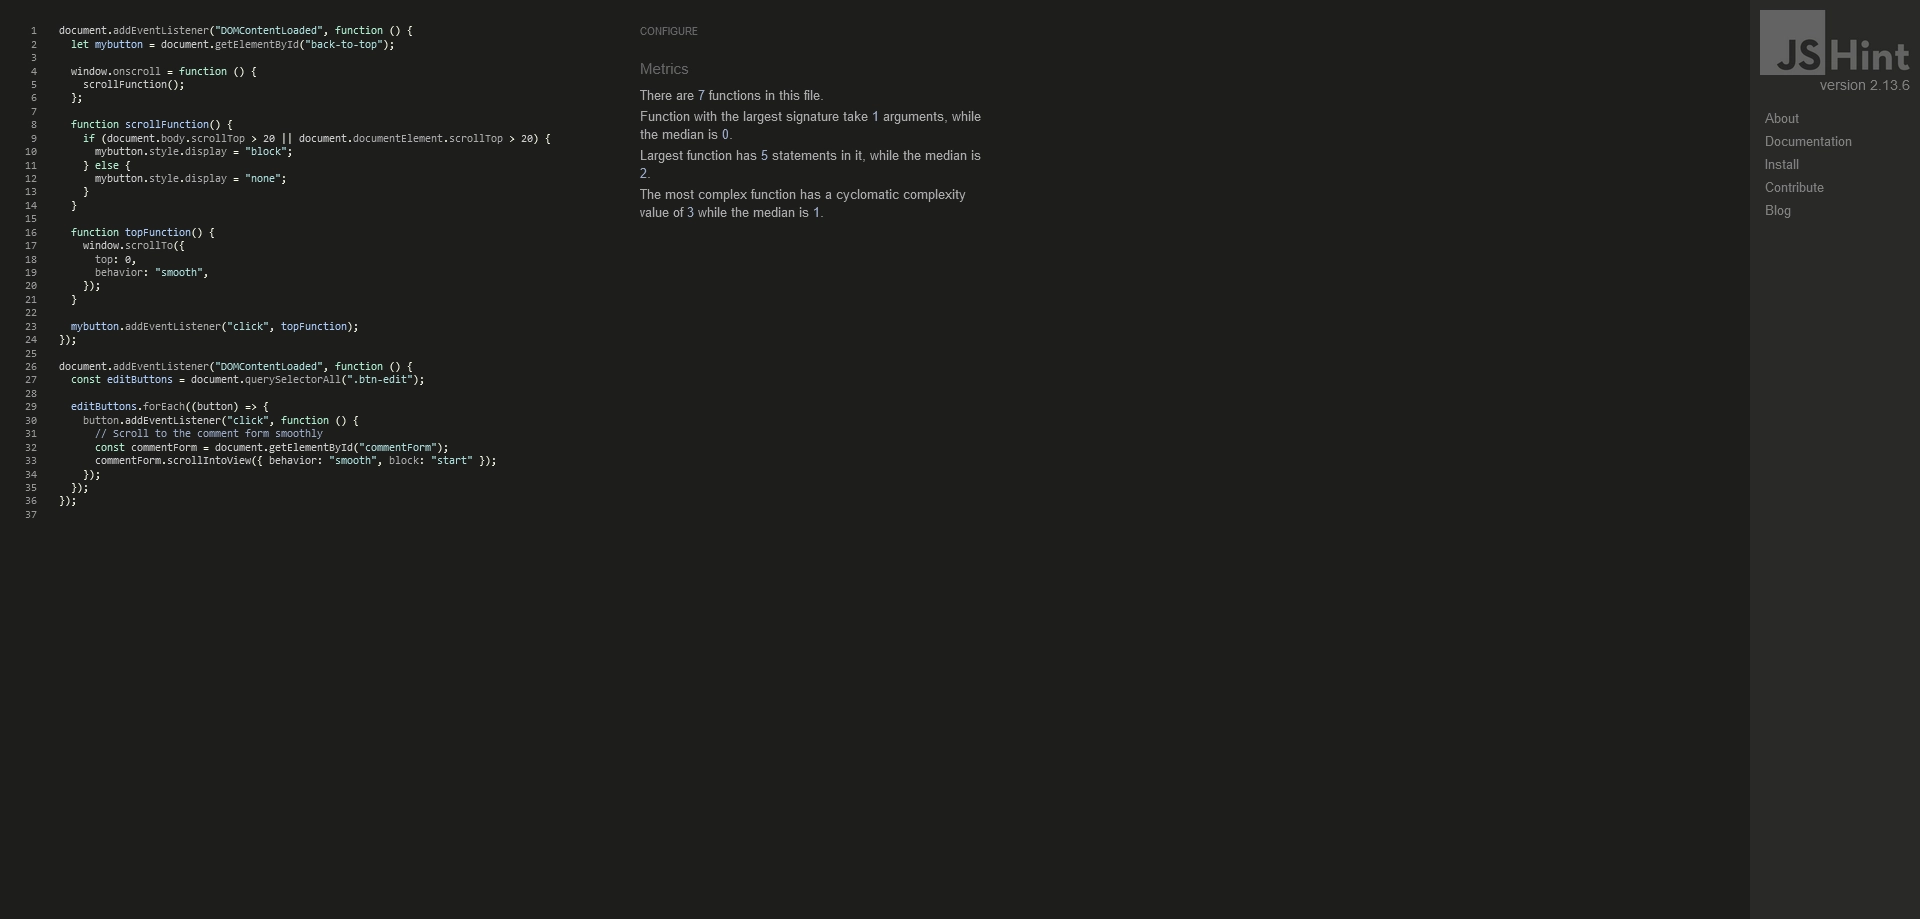 1 document.addEventListener("DOMContentLoaded", function () {
2 let mybutton = document.getElementById("back-to-top");
3
4 window.onscroll = function () {
5 scrollFunction();
6 };
7
8 function scrollFunction() {
9 if (document.body.scrollTop > 20 || document.documentElement.scrollTop > 20) {
10 mybutton.style.display = "block";
11 } else {
12 mybutton.style.display = "none";
13 }
14 }
15
16 function topFunction() {
17 window.scrollTo({
18 top: 0,
19 behavior: "smooth",
20 });
21 }
22
23 mybutton.addEventListener("click", topFunction);
24 });
25
26 document.addEventListener("DOMContentLoaded", function () {
27 const editButtons = document.querySelectorAll(".btn-edit");
28
29 editButtons.forEach((button) => {
30 button.addEventListener("click", function () {
31 // Scroll to the comment form smoothly
32 const commentForm = document.getElementById("commentForm");
33 commentForm.scrollIntoView({ behavior: "smooth", block: "start" });
34 });
35 });
36 });
37
CONFIGURE
Metrics
There are 7 functions in this file.
Function with the largest signature take 1 arguments, while
the median is 0.
Largest function has 5 statements in it, while the median is
2.
The most complex function has a cyclomatic complexity
value of 3 while the median is 1.
JSHint
version 2.13.6
About
Documentation
Install
Contribute
Blog